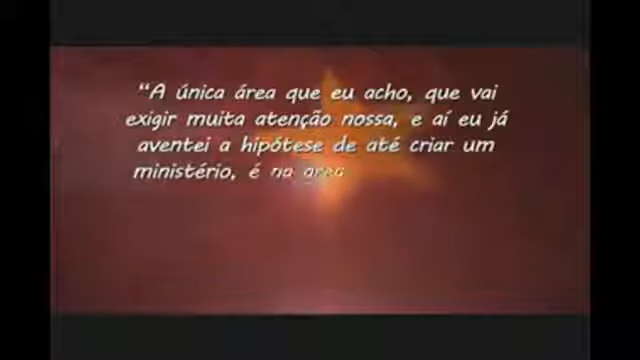 “A única área que eu acho, que vai
exigir muita atenção nossa, e aí eu já
aventei a hipótese de até criar um
ministério, é na área